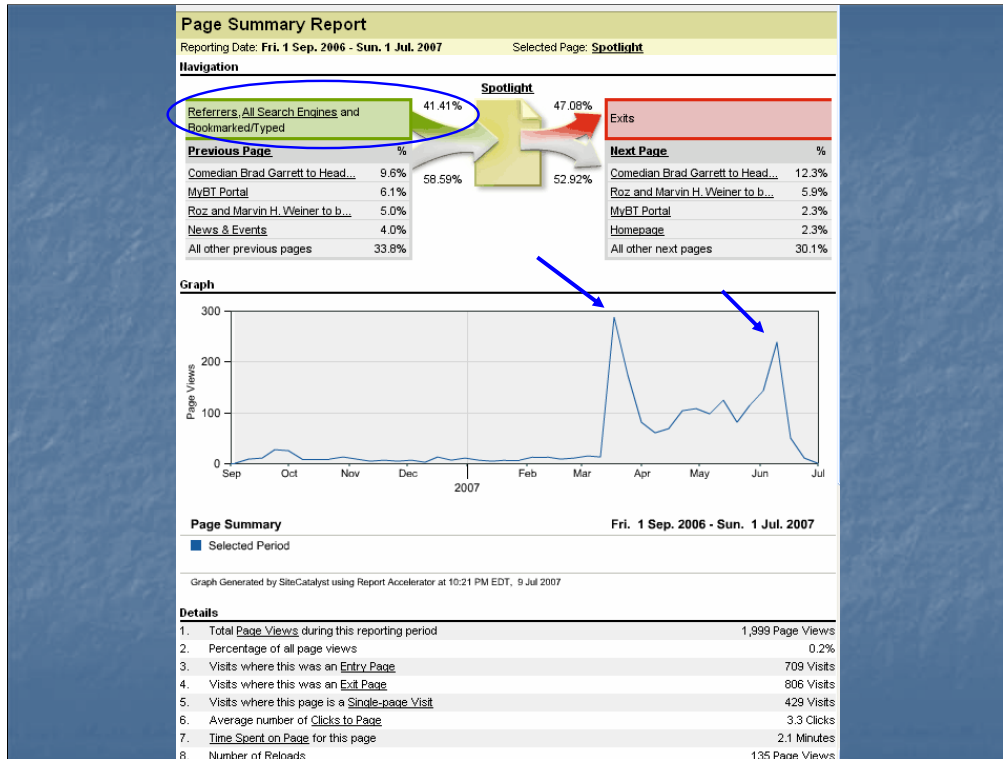 Page Summary Report
Reporting Date: Fri. 1 Sep. 2006 - Sun. 1 Jul. 2007 Selected Page: Spotlight
Navigation
Spotlight
Referrers, All Search Engines and
Bookmarked/Typed
41.41%
47.08%
Exits
Previous Page %
Comedian Brad Garrett to Head... 9.6%
MyBT Portal 6.1%
Roz and Marvin H. Weiner to b... 5.0%
News & Events 4.0%
All other previous pages 33.8%
58.59%
52.92%
Next Page %
Comedian Brad Garrett to Head... 12.3%
Roz and Marvin H. Weiner to b... 5.9%
MyBT Portal 2.3%
Homepage 2.3%
All other next pages 30.1%
Graph
300
200
100
0
Page Views
Sep Oct Nov Dec Feb Mar Apr May Jun Jul
2007
Page Summary Fri. 1 Sep. 2006 - Sun. 1 Jul. 2007
Selected Period
Graph Generated by SiteCatalyst using Report Accelerator at 10:21 PM EDT, 9 Jul 2007
Details
1. Total Page Views during this reporting period 1,999 Page Views
2. Percentage of all page views 0.2%
3. Visits where this was an Entry Page 709 Visits
4. Visits where this was an Exit Page 806 Visits
5. Visits where this page is a Single-page Visit 429 Visits
6. Average number of Clicks to Page 3.3 Clicks
7. Time Spent on Page for this page 2.1 Minutes
8. Number of Reloads 135 Page Views